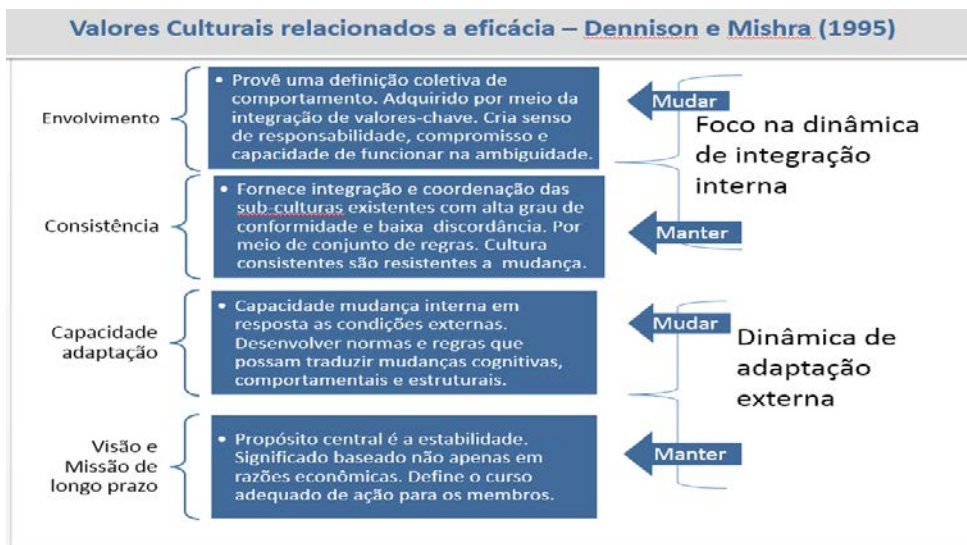 Valores Culturais relacionados a eficácia – Dennison e Mishra (1995)
Envolvimento
• Provê uma definição coletiva de
comportamento. Adquirido por meio da
integração de valores-chave. Cria senso
de responsabilidade, compromisso e
capacidade de funcionar na ambiguidade.
Mudar
Foco na dinâmica
de integração
interna
Consistência
• Fornece integração e coordenação das
sub-culturas existentes com alta grau de
conformidade e baixa discordância. Por
meio de conjunto de regras. Cultura
consistentes são resistentes a mudança.
Manter
Capacidade
adaptação
• Capacidade mudança interna em
resposta as condições externas.
Desenvolver normas e regras que
possam traduzir mudanças cognitivas,
comportamentais e estruturais.
Mudar
Dinâmica de
adaptação
externa
Visão e
Missão de
longo prazo
• Propósito central é a estabilidade.
Significado baseado não apenas em
razões econômicas. Define o curso
adequado de ação para os membros.
Manter